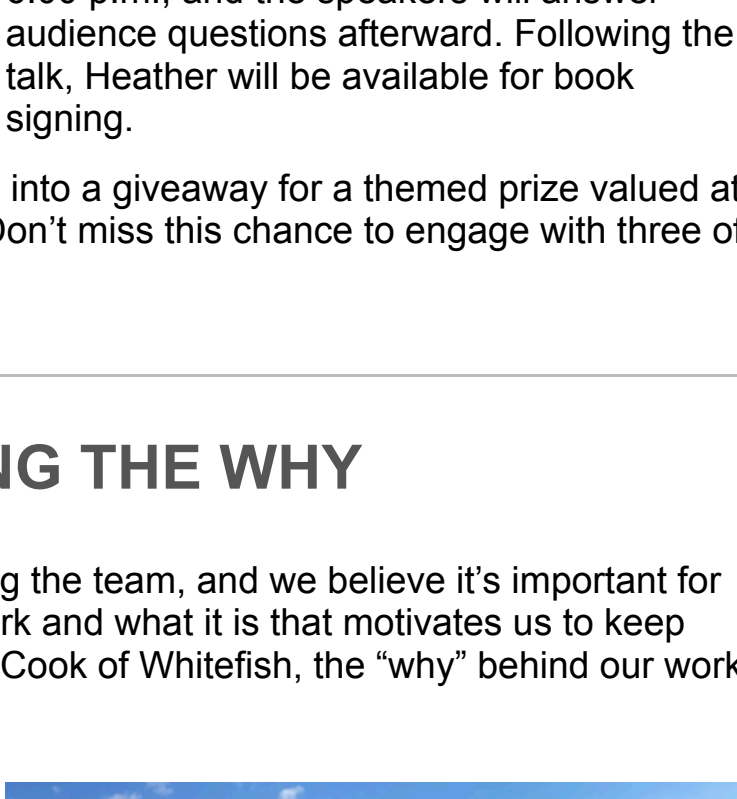 audience questions afterward. Following the
talk, Heather will be available for book
signing.
into a giveaway for a themed prize valued at
Don’t miss this chance to engage with three of
THE WHY
the team, and we believe it’s important for
and what it is that motivates us to keep
Cook of Whitefish, the “why” behind our work